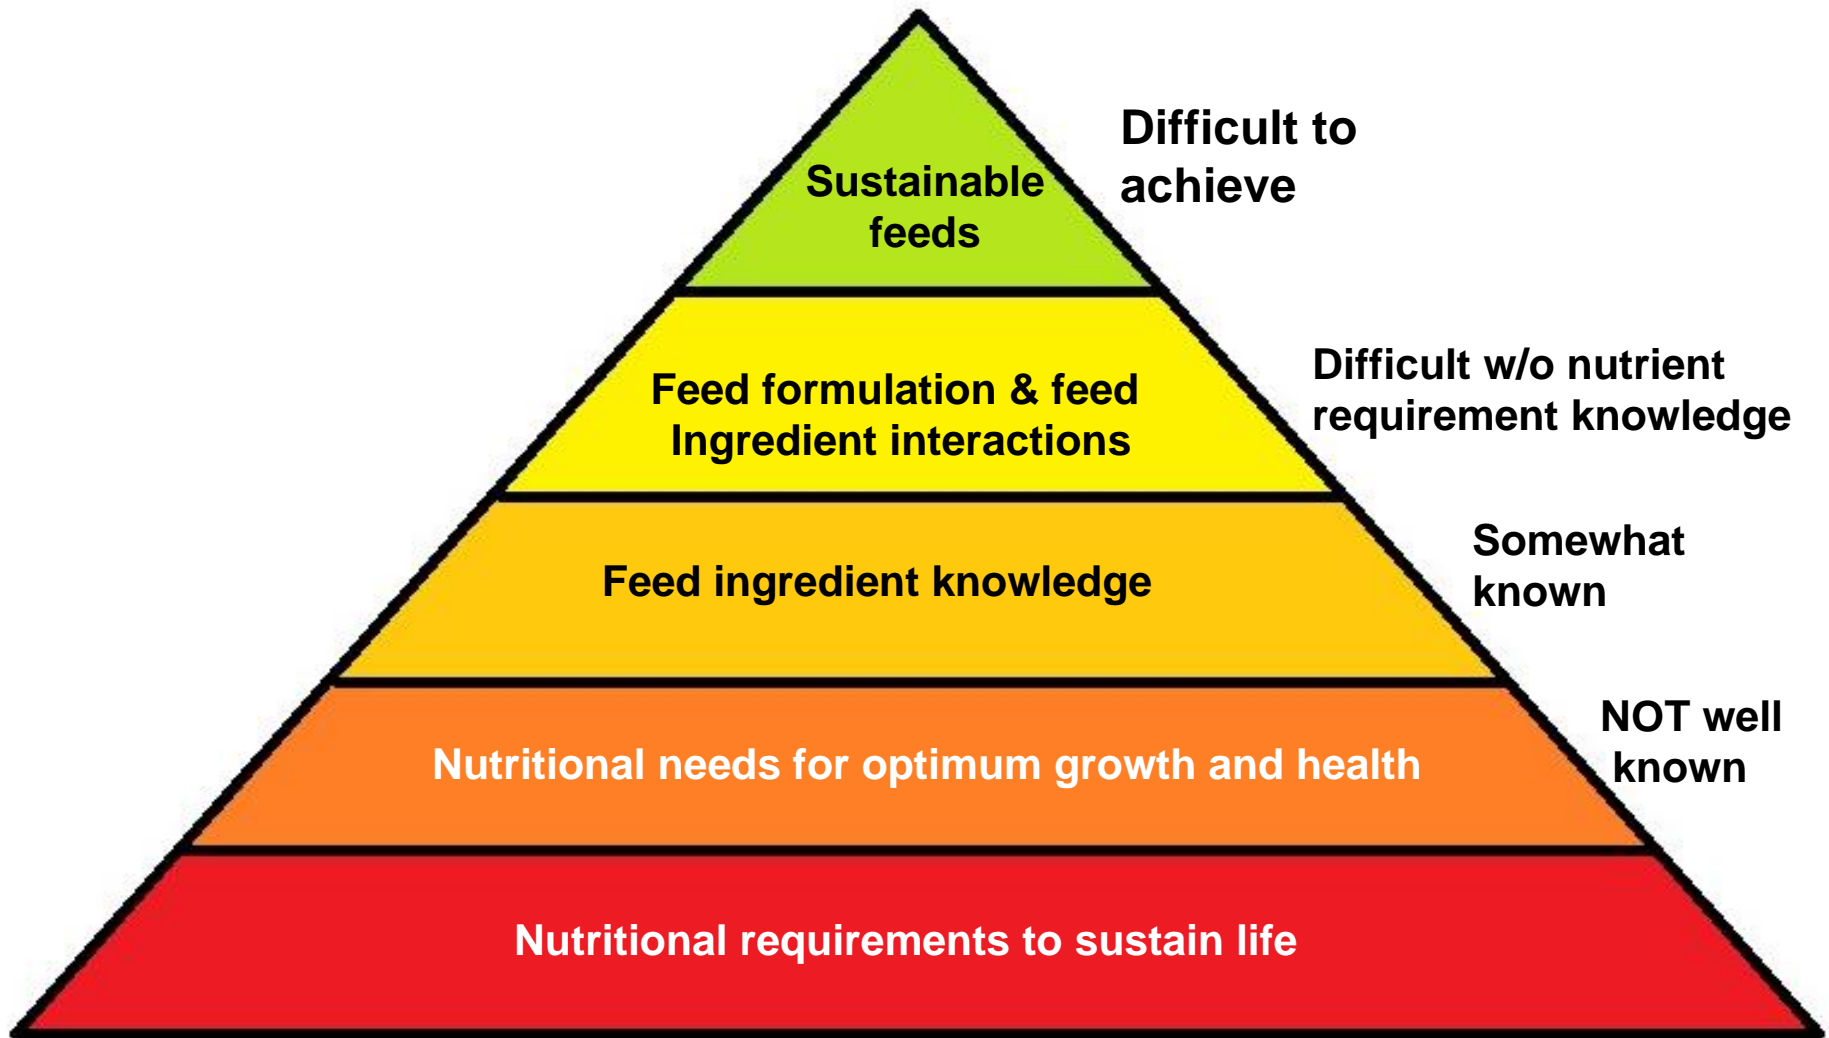 Difficult to
achieve
Sustainable
feeds
Difficult w/o nutrient
requirement knowledge
Feed formulation & feed
Ingredient interactions
Somewhat
known
Feed ingredient knowledge
NOT well
known
Nutritional needs for optimum growth and health
Nutritional requirements to sustain life